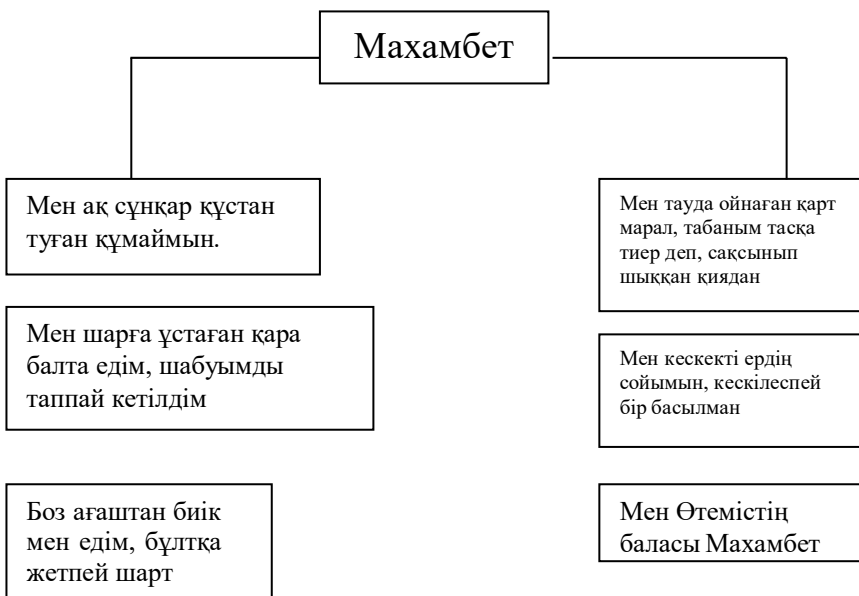 Махамбет
Мен ақ сұнқар құстан
туған құмаймын.
Мен шарға ұстаған қара
балта едім, шабуымды
таппай кетілдім
Боз ағаштан биік
мен едім, бұлтқа
жетпей шарт
Мен тауда ойнаған қарт
марал, табаным тасқа
тиер деп, сақсынып
шыққан қиядан
Мен кескекті ердің
сойымын, кескілеспей
бір басылман
Мен Өтемістің
баласы Махамбет